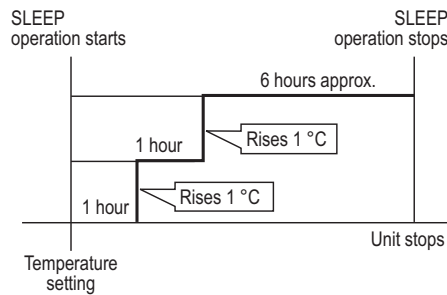 SLEEP
operation starts
SLEEP
operation stops
6 hours approx.
1 hour
Rises 1 °C
1 hour
Rises 1 °C
Unit stops
Temperature
setting